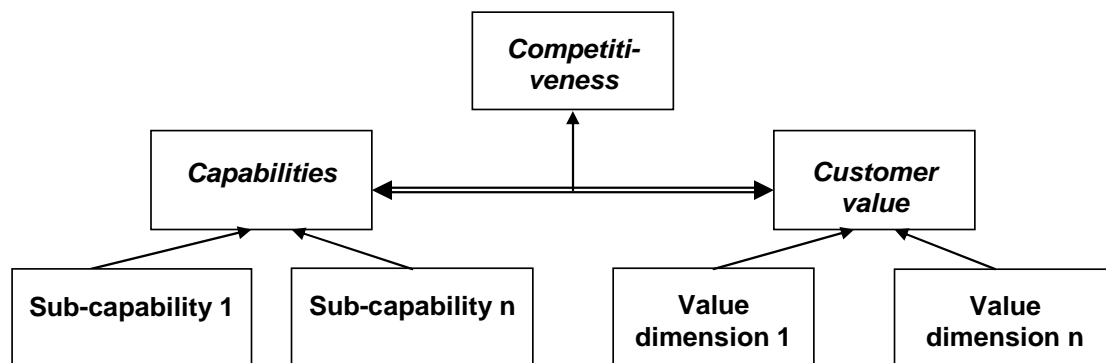 Competiti-
veness
Capabilities
Customer
value
Sub-capability 1
Sub-capability n
Value
dimension 1
Value
dimension n